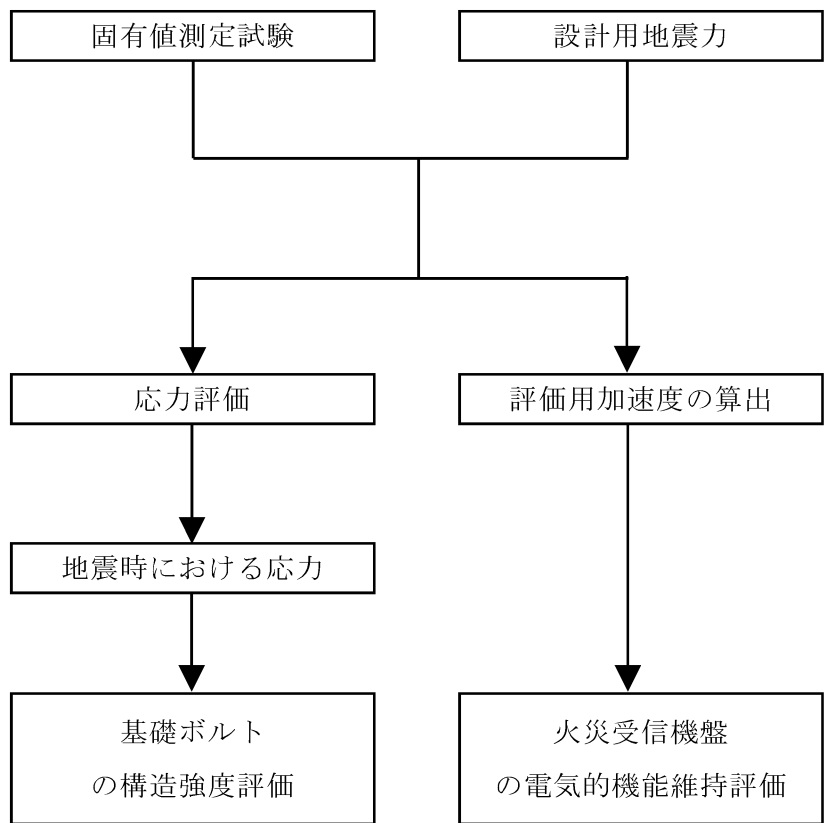 固有値測定試験
設計用地震力
応力評価
評価用加速度の算出
地震時における応力
基礎ボルト
の構造強度評価
火災受信機盤
の電気的機能維持評価